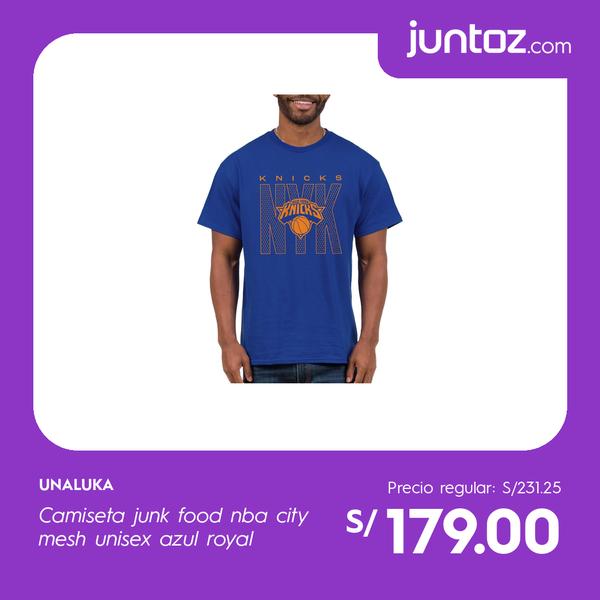 juntoz.com
KNICKS
NYK
KNICKS
UNALUKA
Camiseta junk food nba city
mesh unisex azul royal
Precio regular: S/231.25
S/179.00